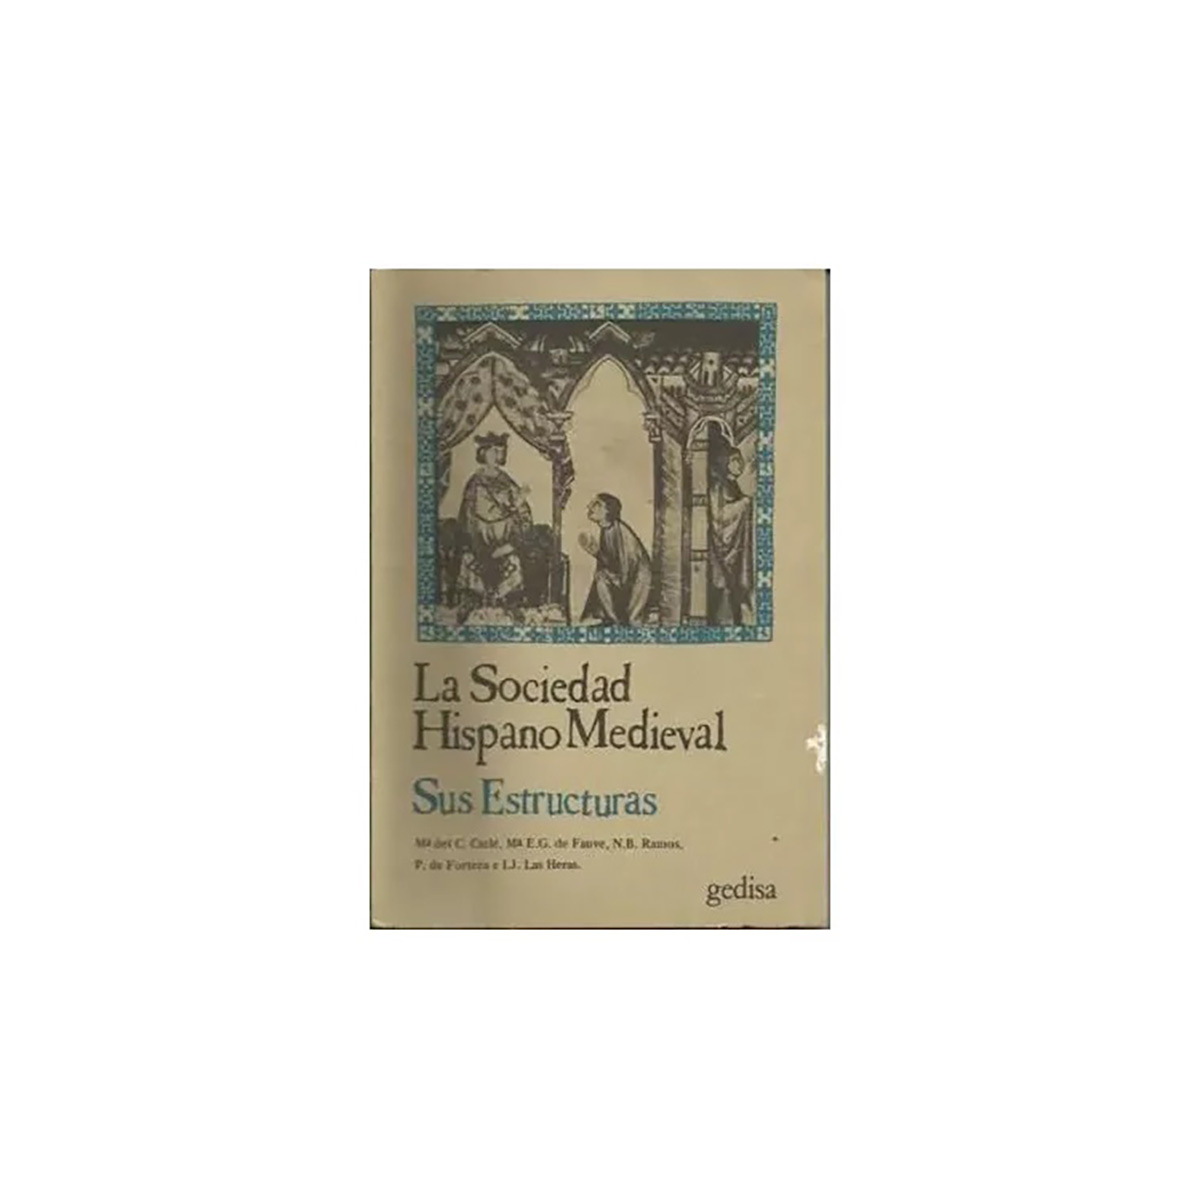 La Sociedad
Hispano Medieval
Sus Estructuras
Mª del C. Carlé, Mª E.G. de Fauve, N.B. Ramos,
P. de Forteza e I.J. Las Heras.
gedisa